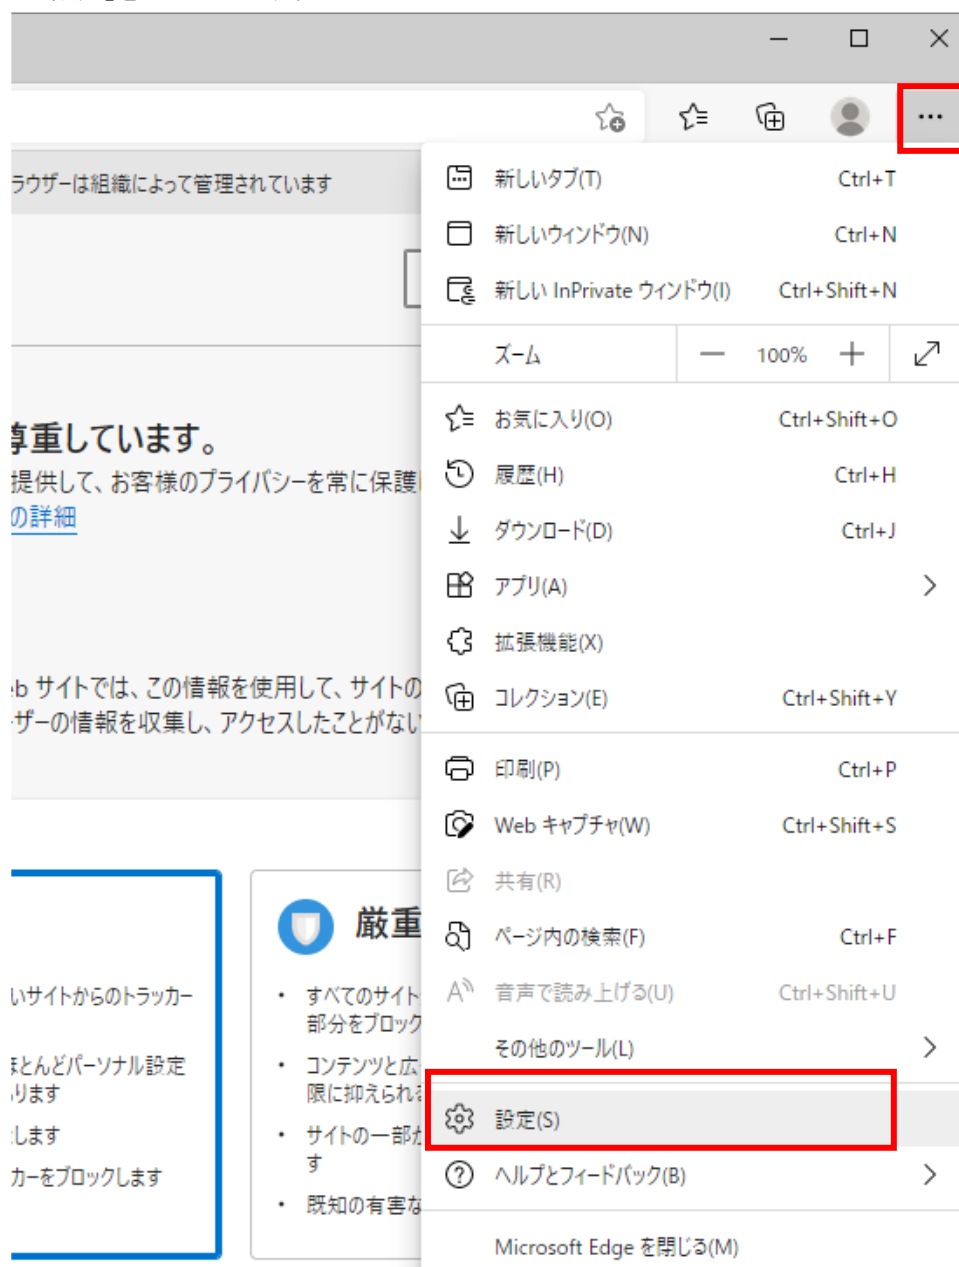 ラウザーは組織によって管理されています
新しいタブ(T) Ctrl+T
新しいウィンドウ(N) Ctrl+N
新しい InPrivate ウィンドウ(I) Ctrl+Shift+N
ズーム 100%
お気に入り(O) Ctrl+Shift+O
履歴(H) Ctrl+H
ダウンロード(D) Ctrl+J
アプリ(A)
拡張機能(X)
コレクション(E) Ctrl+Shift+Y
印刷(P) Ctrl+P
Web キャプチャ(W) Ctrl+Shift+S
共有(R)
ページ内の検索(F) Ctrl+F
音声で読み上げる(U) Ctrl+Shift+U
その他のツール(L)
設定(S)
ヘルプとフィードバック(B)
Microsoft Edge を閉じる(M)
尊重しています。
提供して、お客様のプライバシーを常に保護
の詳細
eb サイトでは、この情報を使用して、サイトの
ーザーの情報を収集し、アクセスしたことがない
いサイトからのトラッカー
ほとんどパーソナル設定
ります
します
カーをブロックします
厳重
• すべてのサイト
部分をブロック
• コンテンツと広
限に抑えられる
• サイトの一部が
す
• 既知の有害な